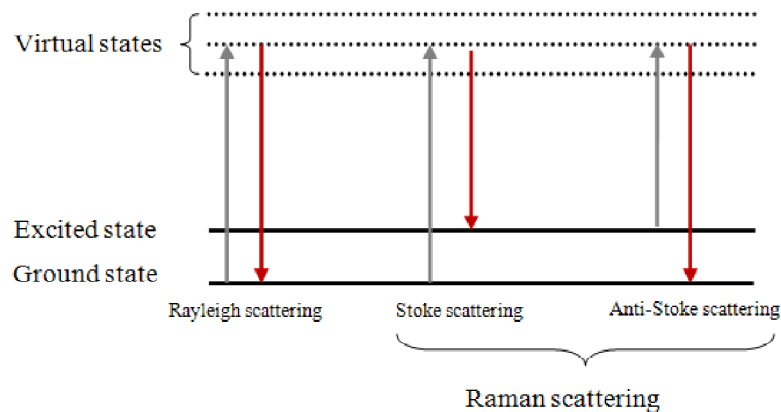 Virtual states
Excited state
Ground state
Rayleigh scattering
Stoke scattering
Anti-Stoke scattering
Raman scattering